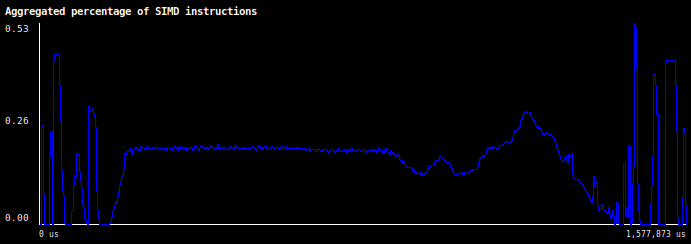 Aggregated percentage of SIMD instructions
0.53
0.26
0.00
0 us
1,577,873 us